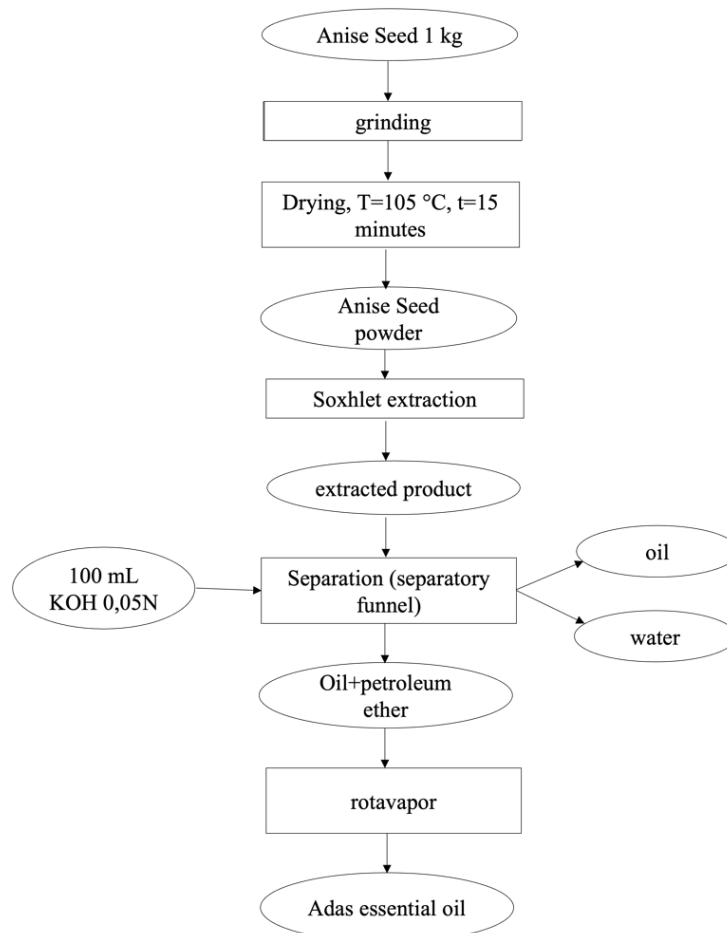 Anise Seed 1 kg
grinding
Drying, T=105 °C, t=15
minutes
Anise Seed
powder
Soxhlet extraction
extracted product
100 mL
KOH 0,05N
Separation (separatory
funnel)
oil
water
Oil+petroleum
ether
rotavapor
Adas essential oil